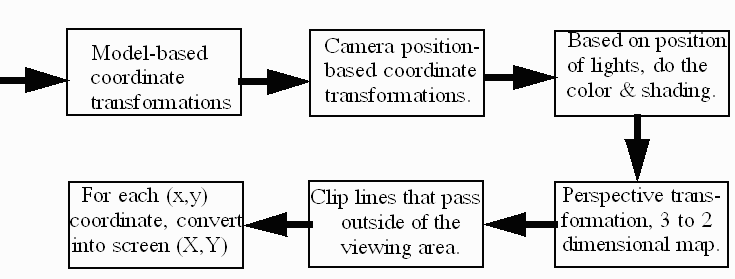 Model-based
coordinate
transformations
Camera position-
based coordinate
transformations.
Based on position
of lights, do the
color & shading.
Perspective trans-
formation, 3 to 2
dimensional map.
Clip lines that pass
outside of the
viewing area.
For each (x,y)
coordinate, convert
into screen (X,Y)